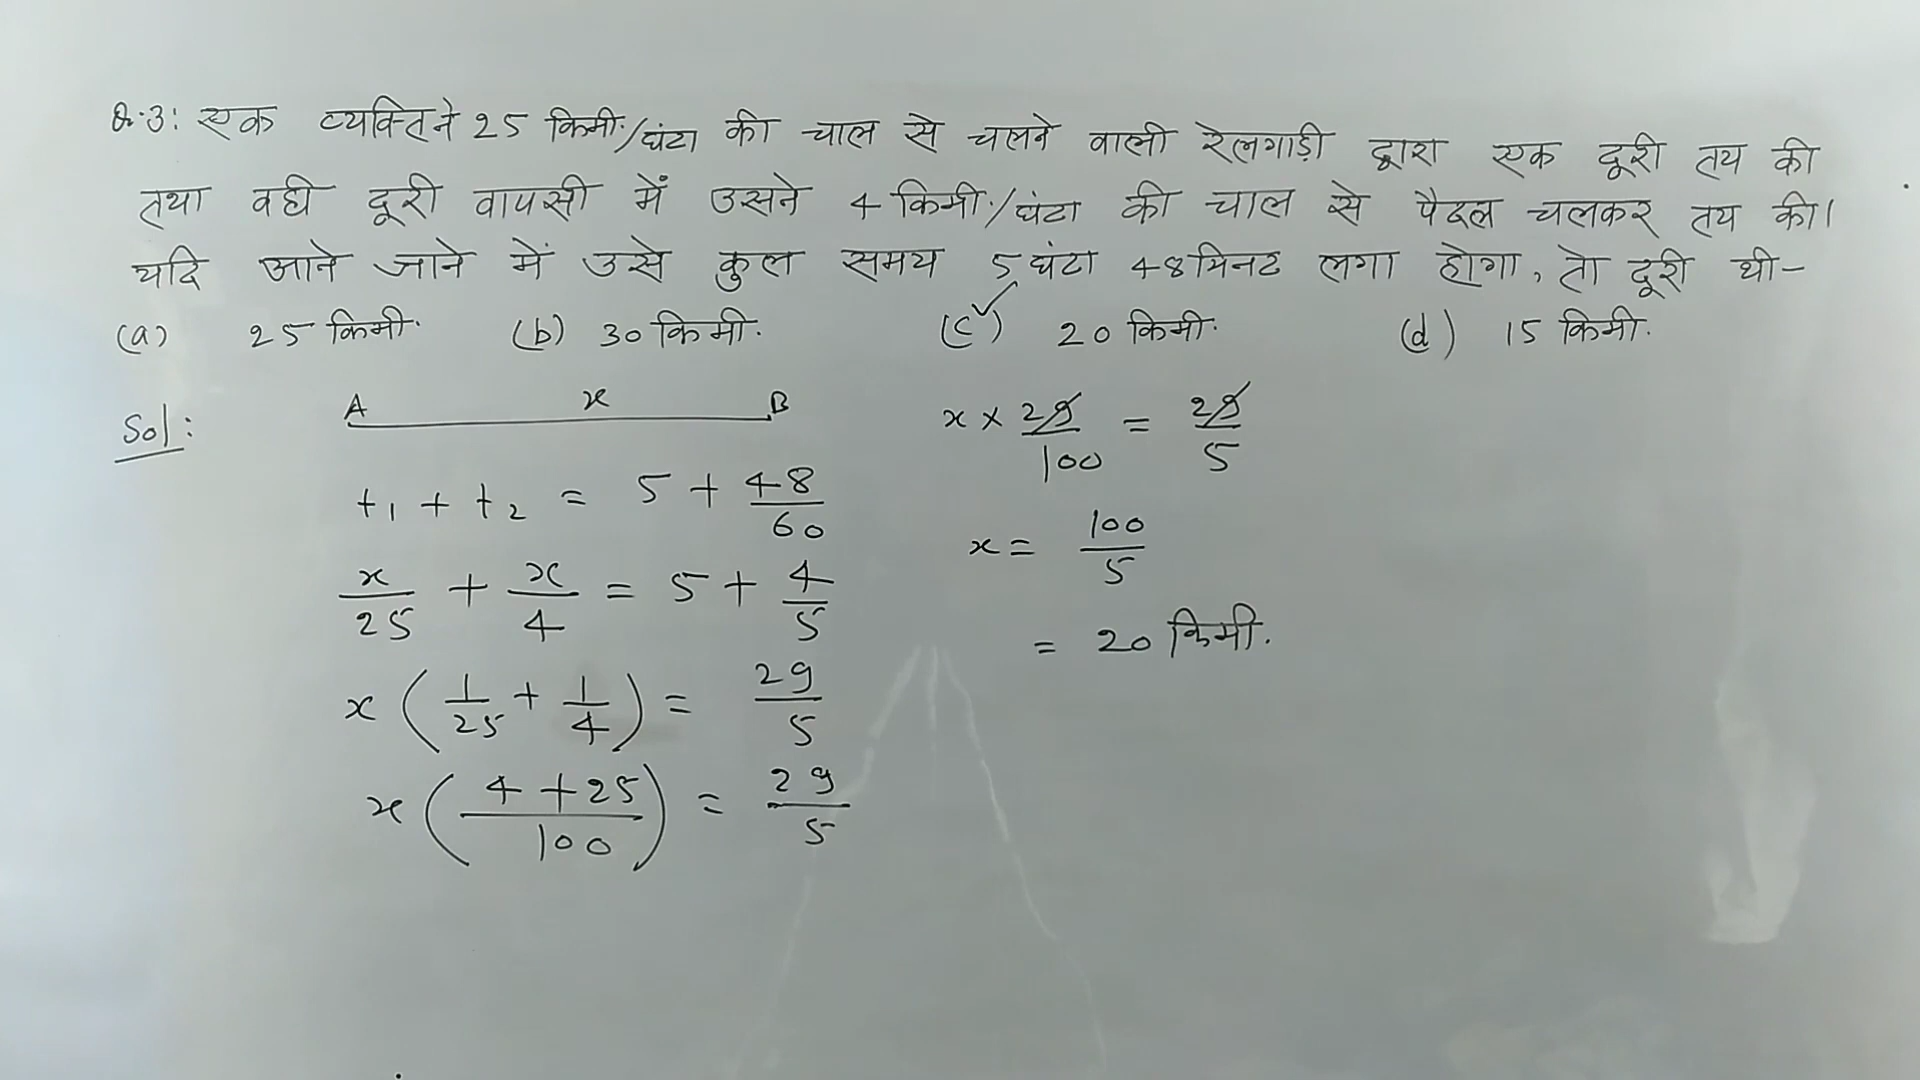 Q.3: एक व्यक्ति ने 25 किमी./घंटा की चाल से चलने वाली रेलगाड़ी द्वारा एक दूरी तय की
तथा वही दूरी वापसी में उसने 4 किमी./घंटा की चाल से पैदल चलकर तय की।
यदि आने जाने में उसे कुल समय 5 घंटा 48 मिनट लगा होगा, तो दूरी थी–
(a) 25 किमी. (b) 30 किमी. (c) ✓ 20 किमी. (d) 15 किमी.
Sol:
A x B
t₁ + t₂ = 5 + 48/60
x/25 + x/4 = 5 + 4/5
x (1/25 + 1/4) = 29/5
x ((4 + 25)/100) = 29/5
x × 29/100 = 29/5
x = 100/5
= 20 किमी.